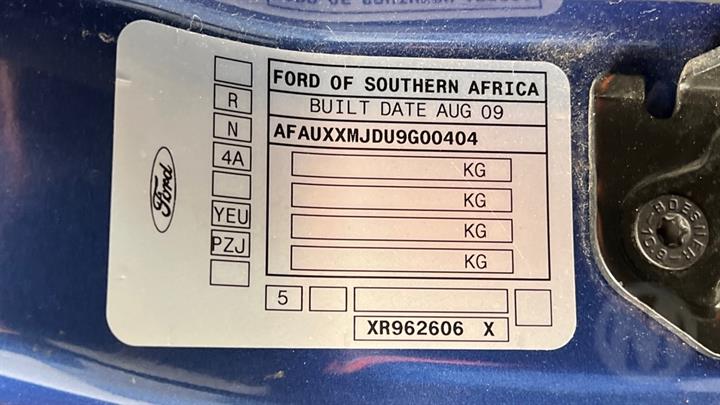 FORD OF SOUTHERN AFRICA
BUILT DATE AUG 09
AFAUXXMJDU9G00404
KG
KG
KG
KG
R
N
4A
YEU
PZJ
Ford
5
XR962606 X